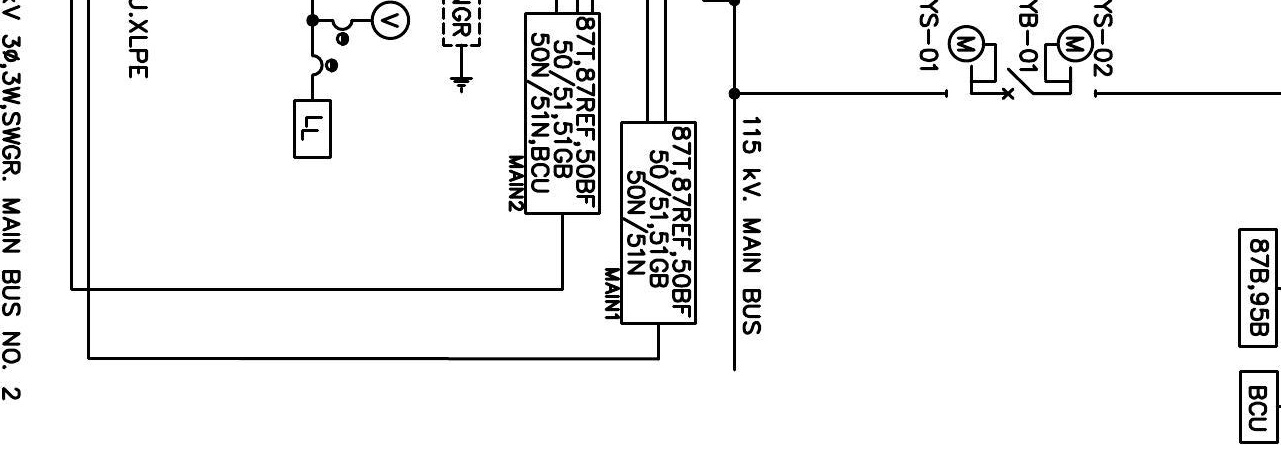 YS-02
YB-01
YS-01
M
M
87B,95B
BCU
115 kV. MAIN BUS
87T,87REF,50BF
50/51,51GB
50N/51N
MAIN1
87T,87REF,50BF
50/51,51GB
50N/51N,BCU
MAIN2
NGR
V
LL
J.XLPE
kV 3ø,3W,SWGR. MAIN BUS NO. 2